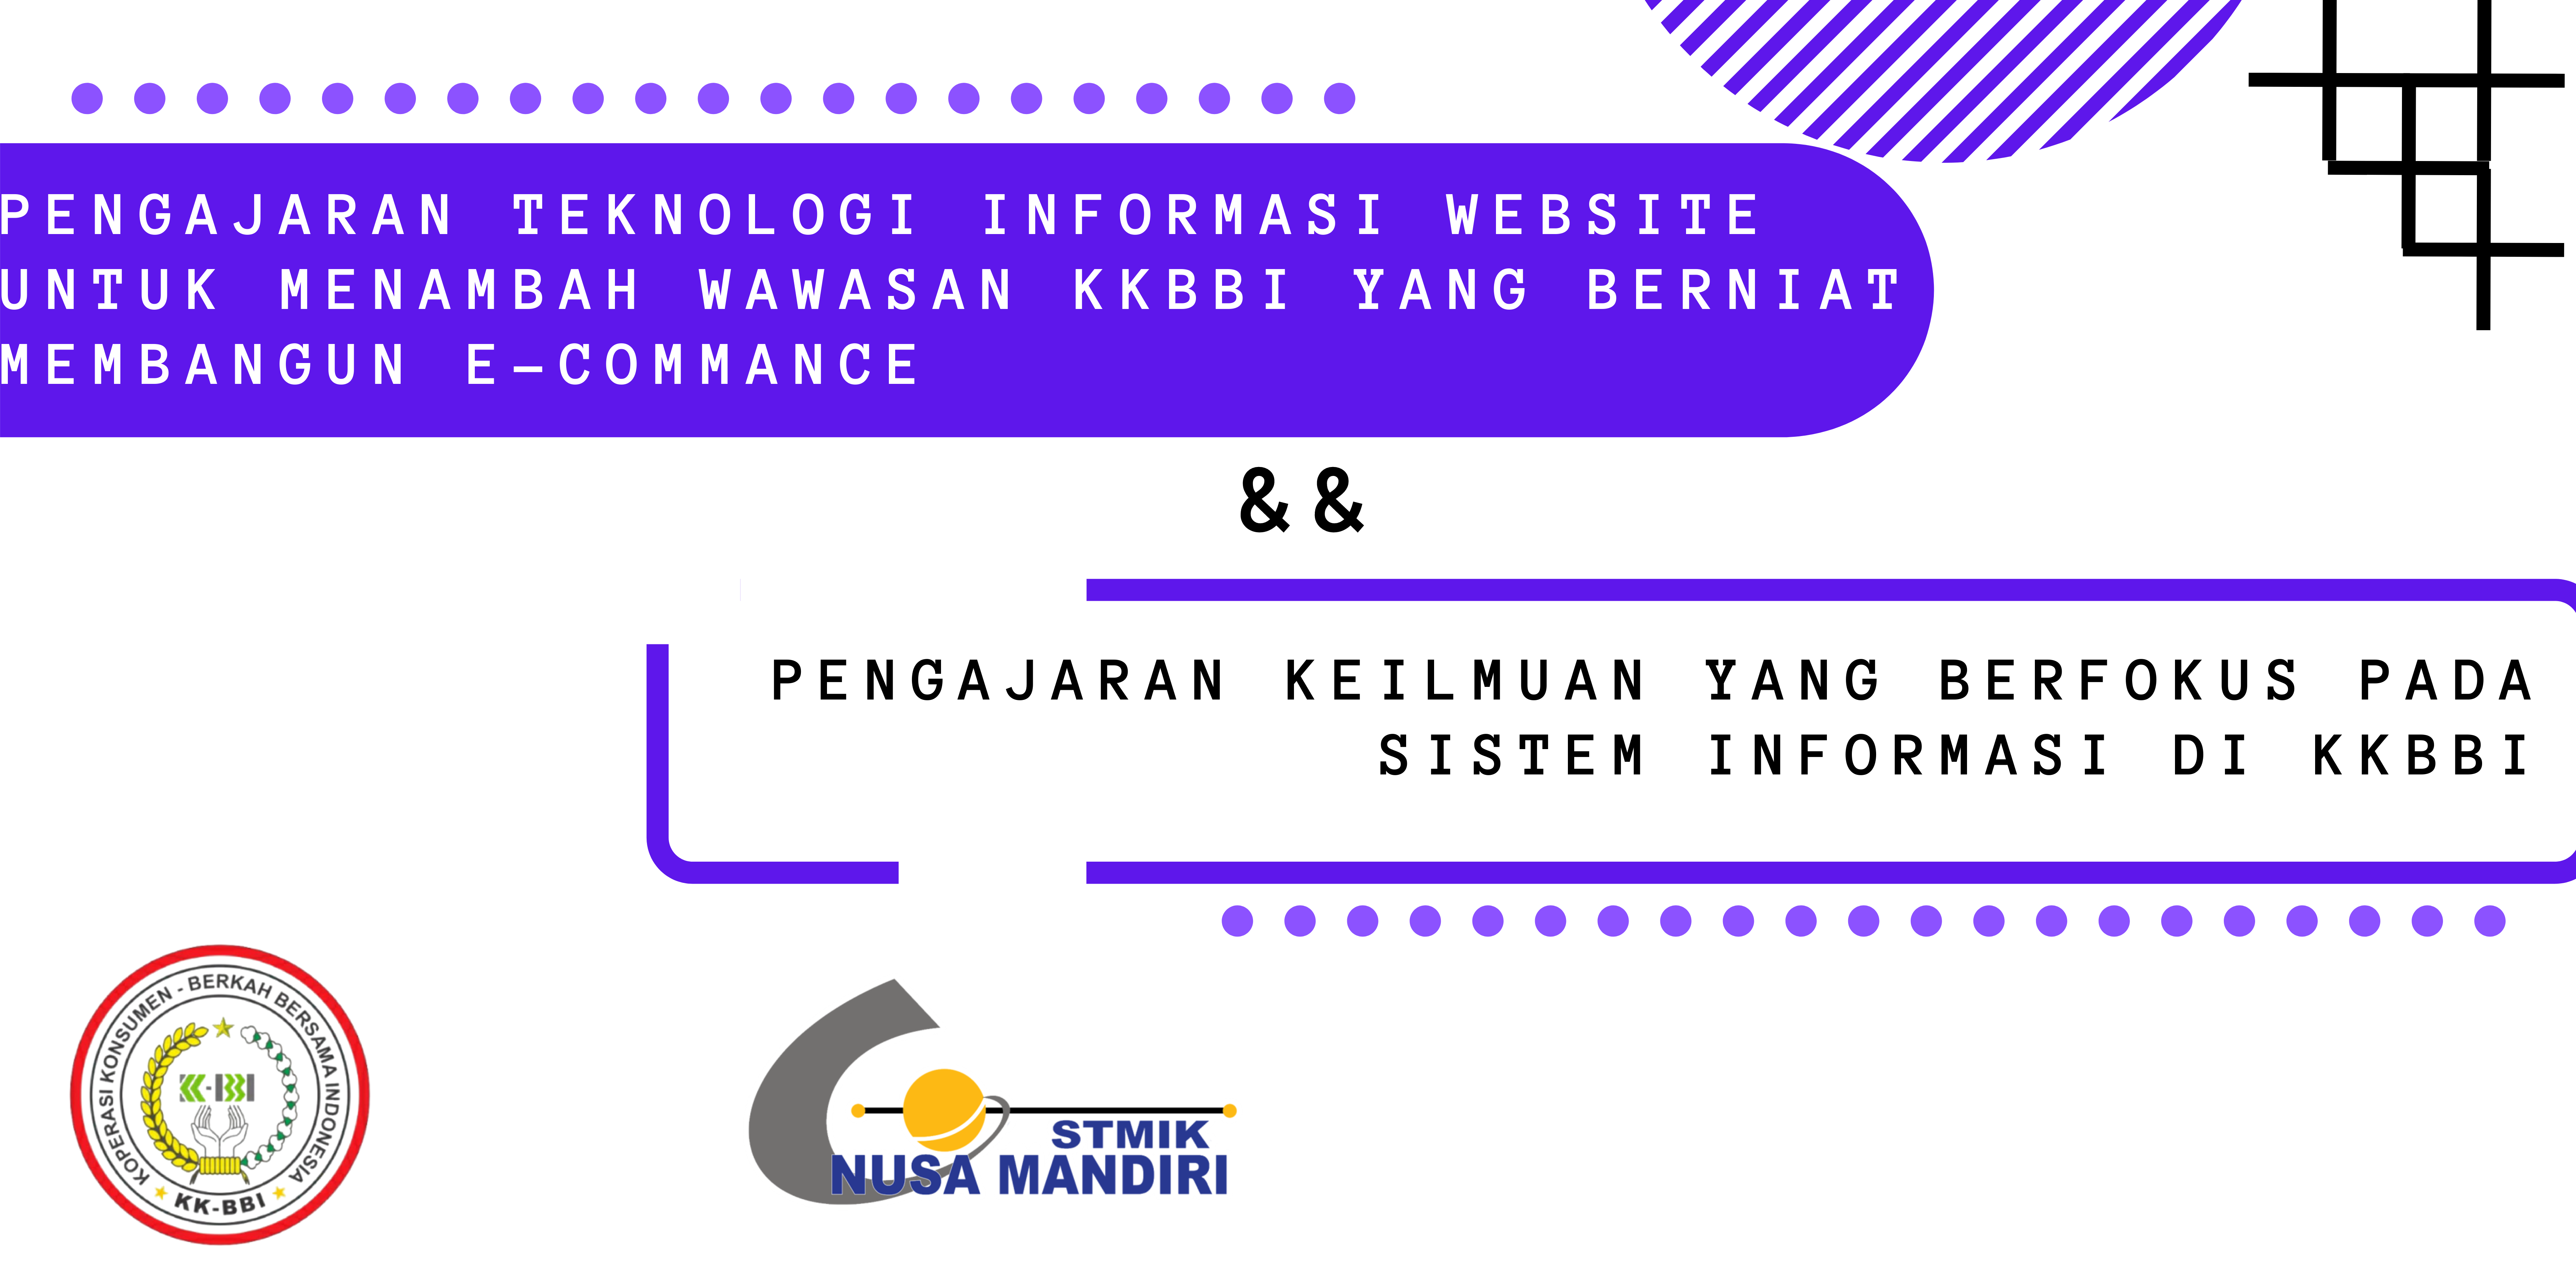 PENGAJARAN TEKNOLOGI INFORMASI WEBSITE
UNTUK MENAMBAH WAWASAN KKBBI YANG BERNIAT
MEMBANGUN E-COMMANCE
&&
PENGAJARAN KEILMUAN YANG BERFOKUS PADA
SISTEM INFORMASI DI KKBBI
KOPERASI KONSUMEN - BERKAH BERSAMA INDONESIA
KK-BBI
KK-BBI
STMIK
NUSA MANDIRI